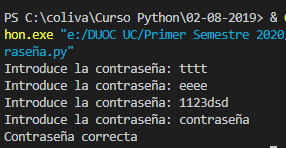 PS C:\coliva\Curso Python\02-08-2019> &
hon.exe "e:/DUOC UC/Primer Semestre 2020/
raseña.py"
Introduce la contraseña: tttt
Introduce la contraseña: eeee
Introduce la contraseña: 1123dsd
Introduce la contraseña: contraseña
Contraseña correcta